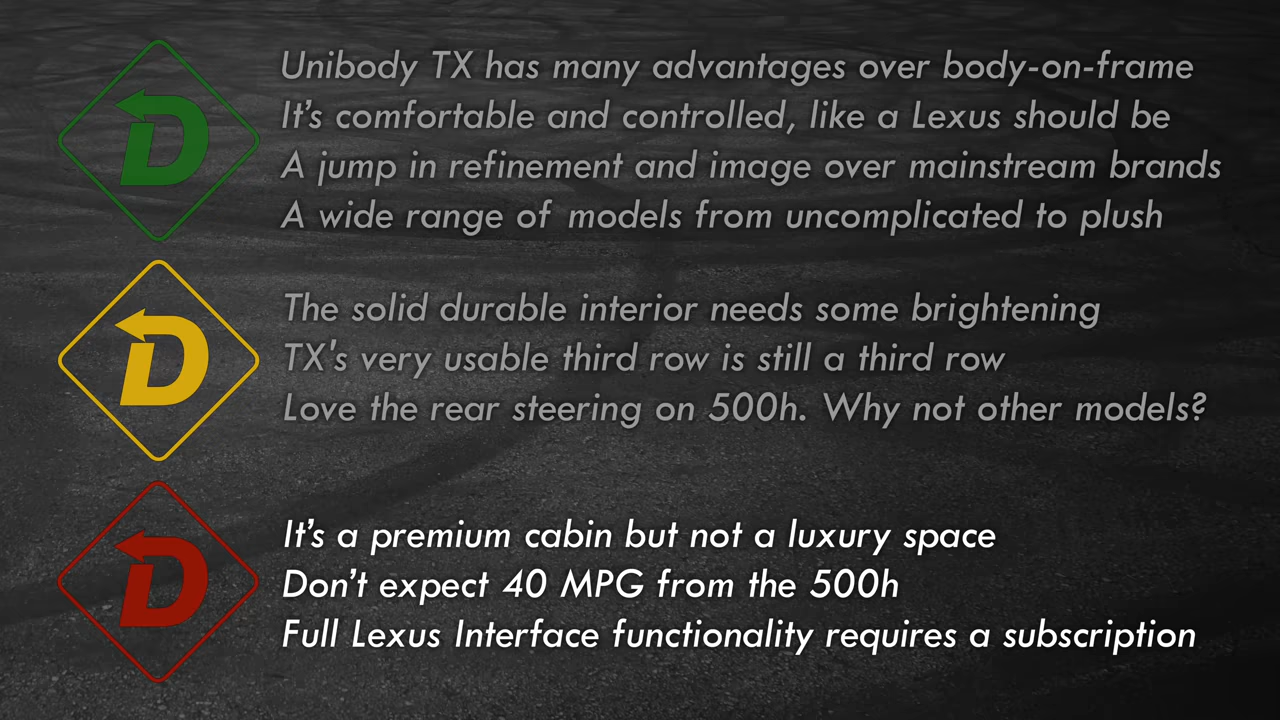 D
Unibody TX has many advantages over body-on-frame
It's comfortable and controlled, like a Lexus should be
A jump in refinement and image over mainstream brands
A wide range of models from uncomplicated to plush
D
The solid durable interior needs some brightening
TX's very usable third row is still a third row
Love the rear steering on 500h. Why not other models?
D
It's a premium cabin but not a luxury space
Don't expect 40 MPG from the 500h
Full Lexus Interface functionality requires a subscription